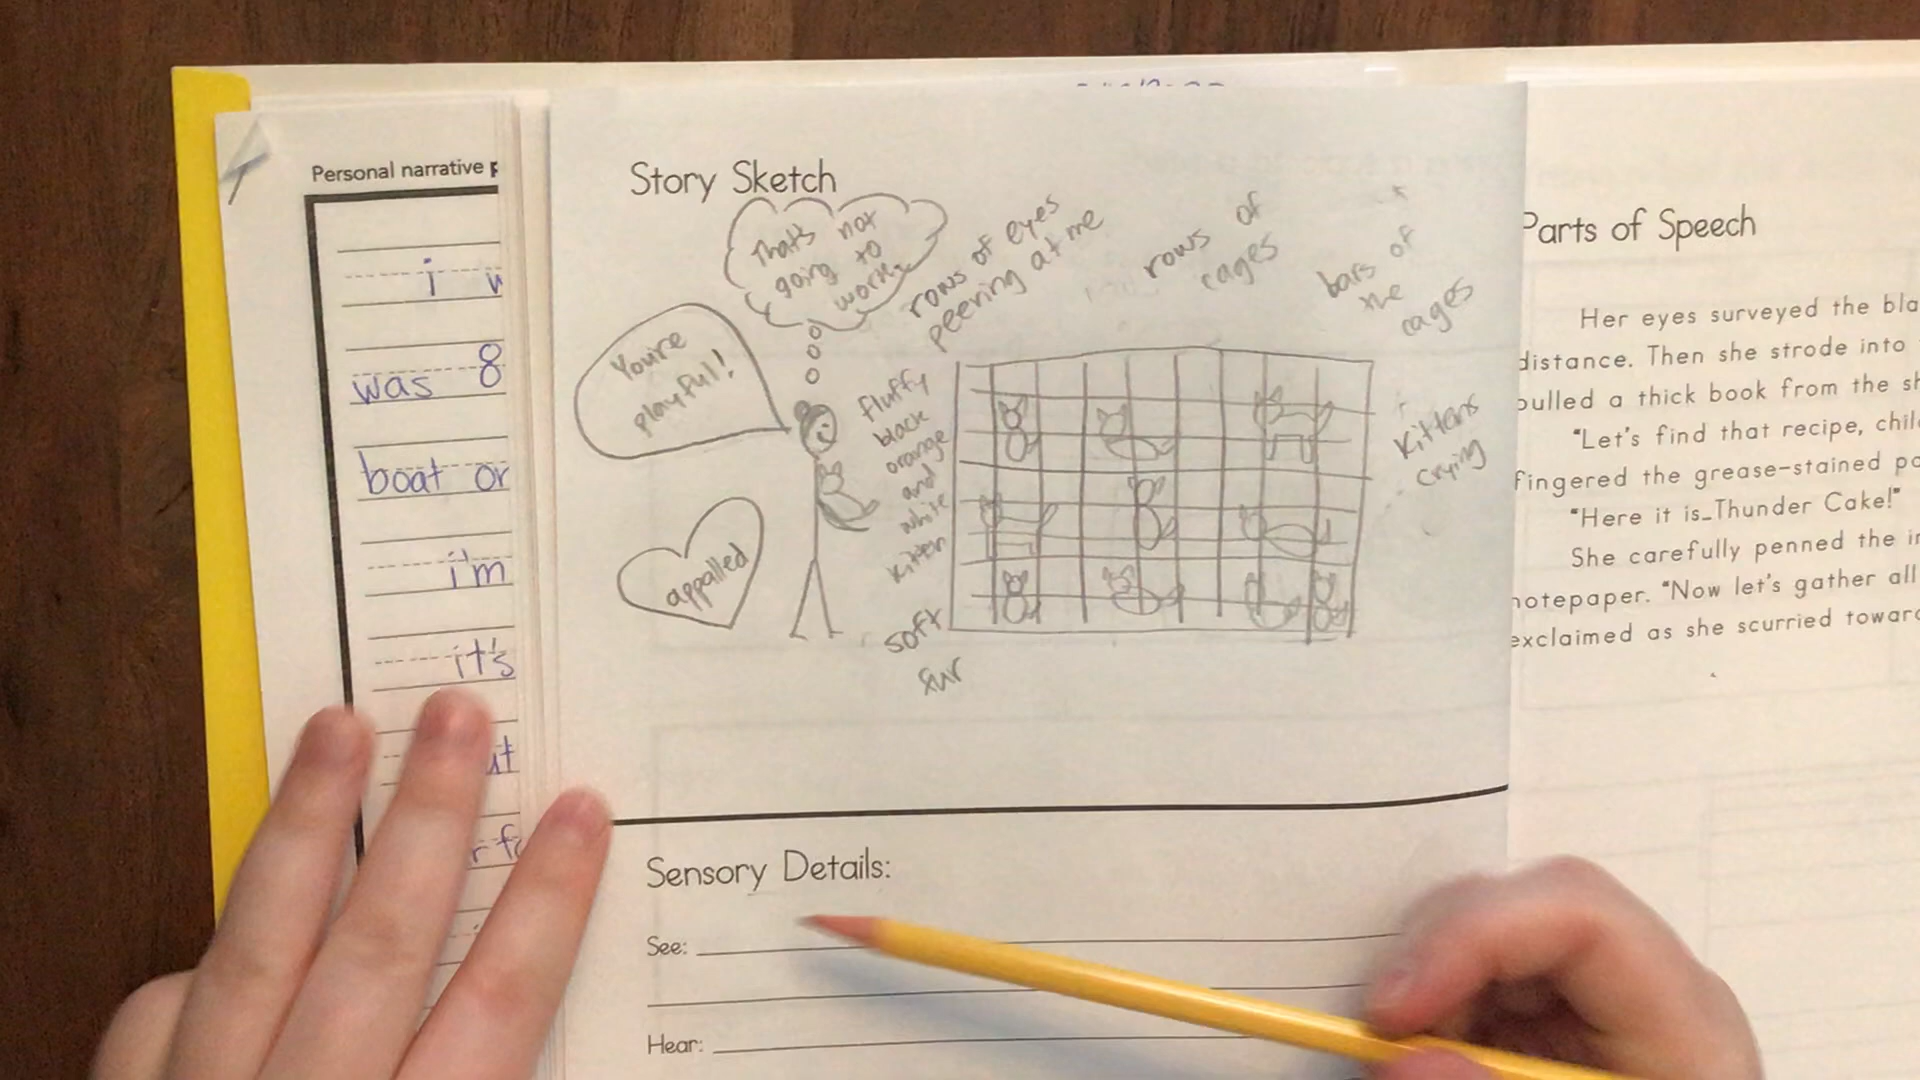 Personal narrative
i
was 8
boat or
i'm
it's
Story Sketch
That's not
going to
work.
You're
playful!
appalled
rows of eyes
peering at me
rows of
cages
bars of
the
cages
fluffy
black
orange
and
white
kitten
soft
fur
kittens
crying
Sensory Details:
See:
Hear:
Parts of Speech
Her eyes surveyed the bla
distance. Then she strode into
pulled a thick book from the sh
"Let's find that recipe, chil
fingered the grease-stained pa
"Here it is_Thunder Cake!"
She carefully penned the in
notepaper. "Now let's gather all
exclaimed as she scurried towar